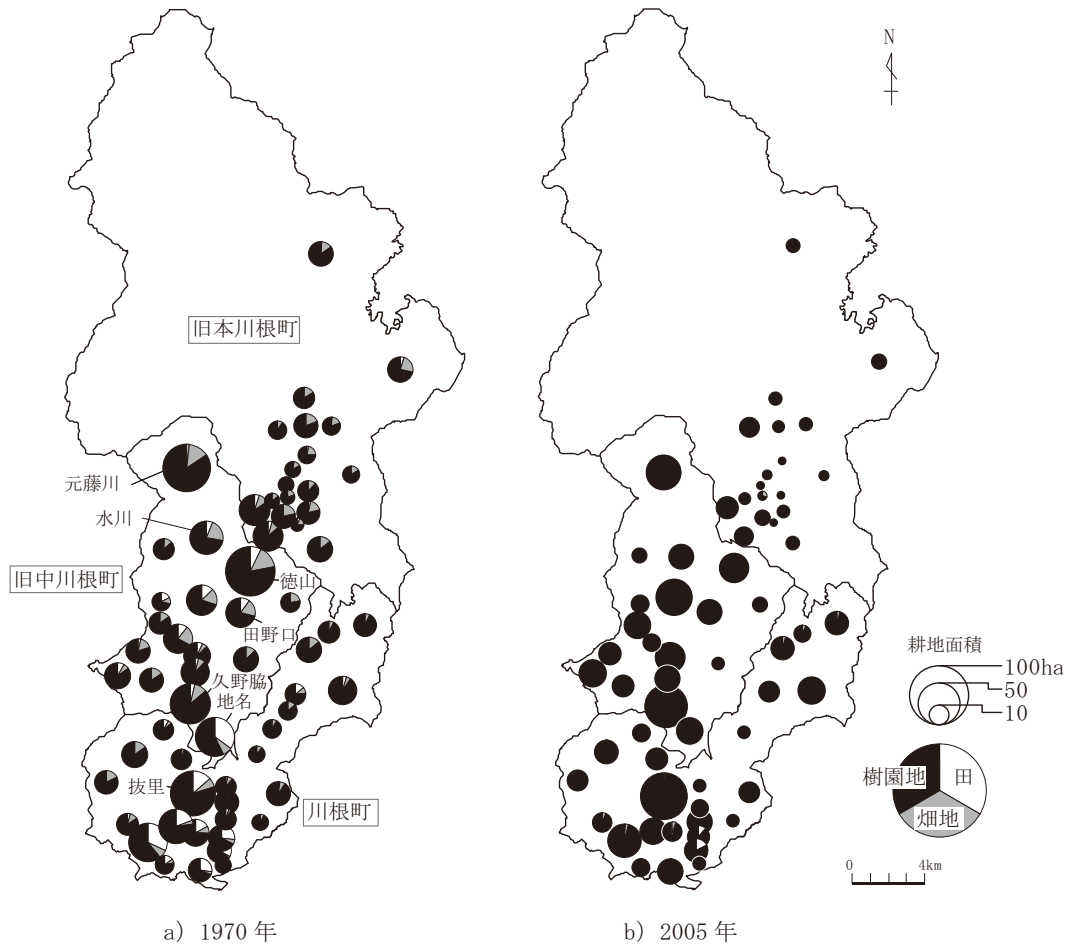 N
旧本川根町
元藤川
水川
旧中川根町
徳山
田野口
久野脇
地名
抜里
川根町
耕地面積
100ha
50
10
樹園地
田
畑地
0 4km
a) 1970 年
b) 2005 年